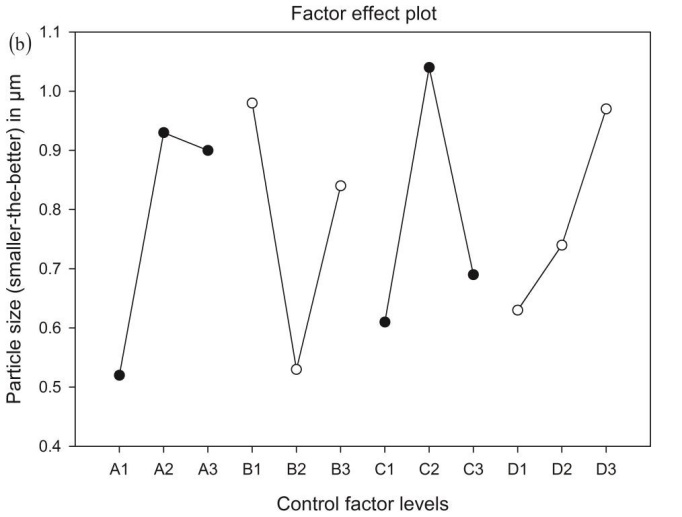 Factor effect plot
(b)
1.1
1.0
0.9
0.8
0.7
0.6
0.5
0.4
Particle size (smaller-the-better) in μm
A1 A2 A3 B1 B2 B3 C1 C2 C3 D1 D2 D3
Control factor levels